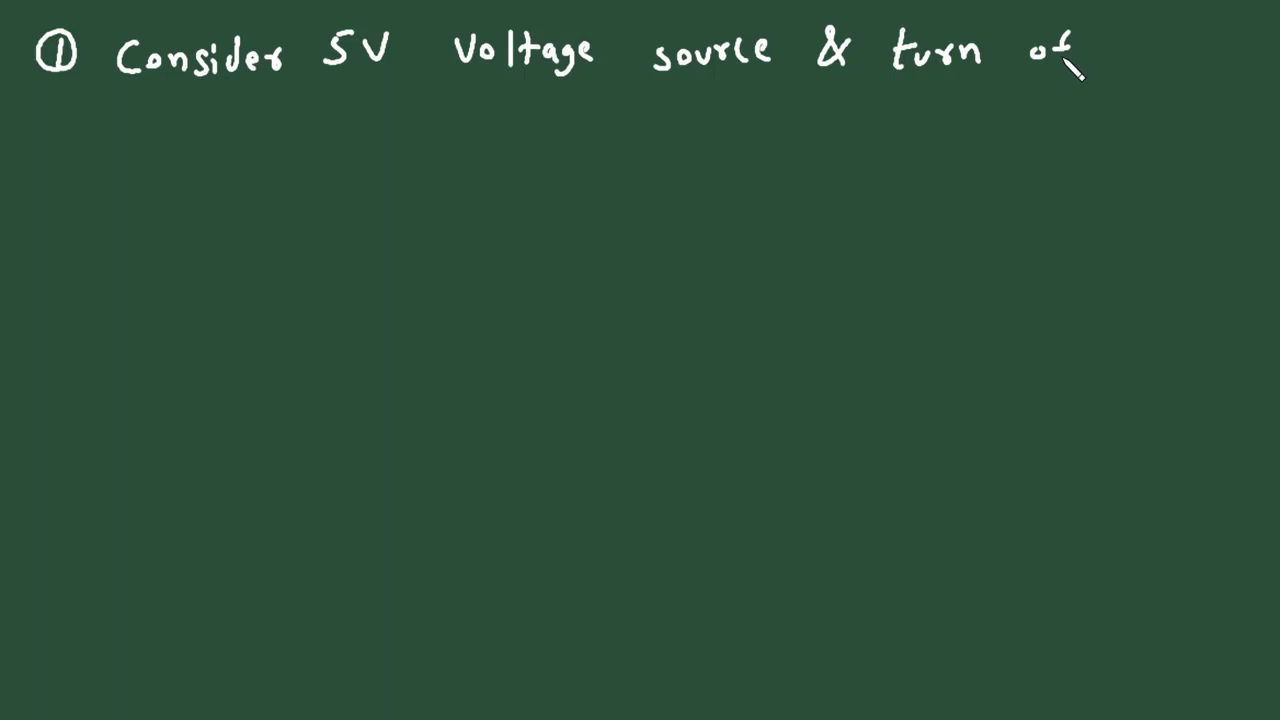 ① Consider 5V Voltage source & turn of